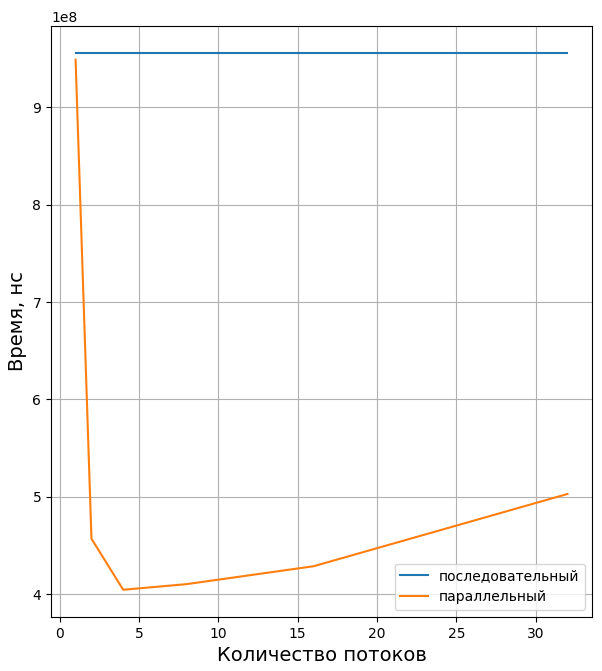 1e8
9
8
7
6
5
4
Время, нс
0 5 10 15 20 25 30
Количество потоков
последовательный
параллельный